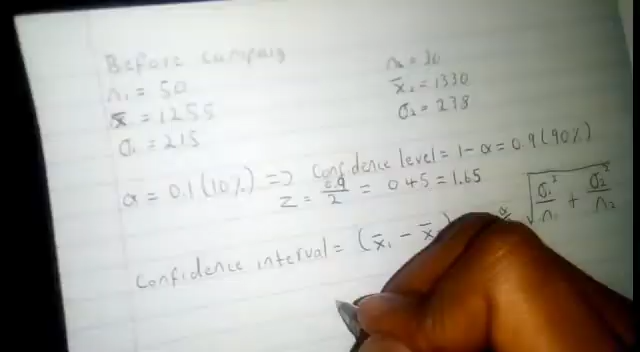 Before campaig
n₁ = 50
x̄ = 1255
σ₁ = 215
n₂ = 30
x̄₂ = 1330
σ₂ = 238
α = 0.1 (10%) => Confidence level = 1 - α = 0.9 (90%)
Z = 0.9/2 = 0.45 = 1.65
Confidence interval = (x̄₁ - x̄ √ σ₁²/n₁ + σ₂²/n₂